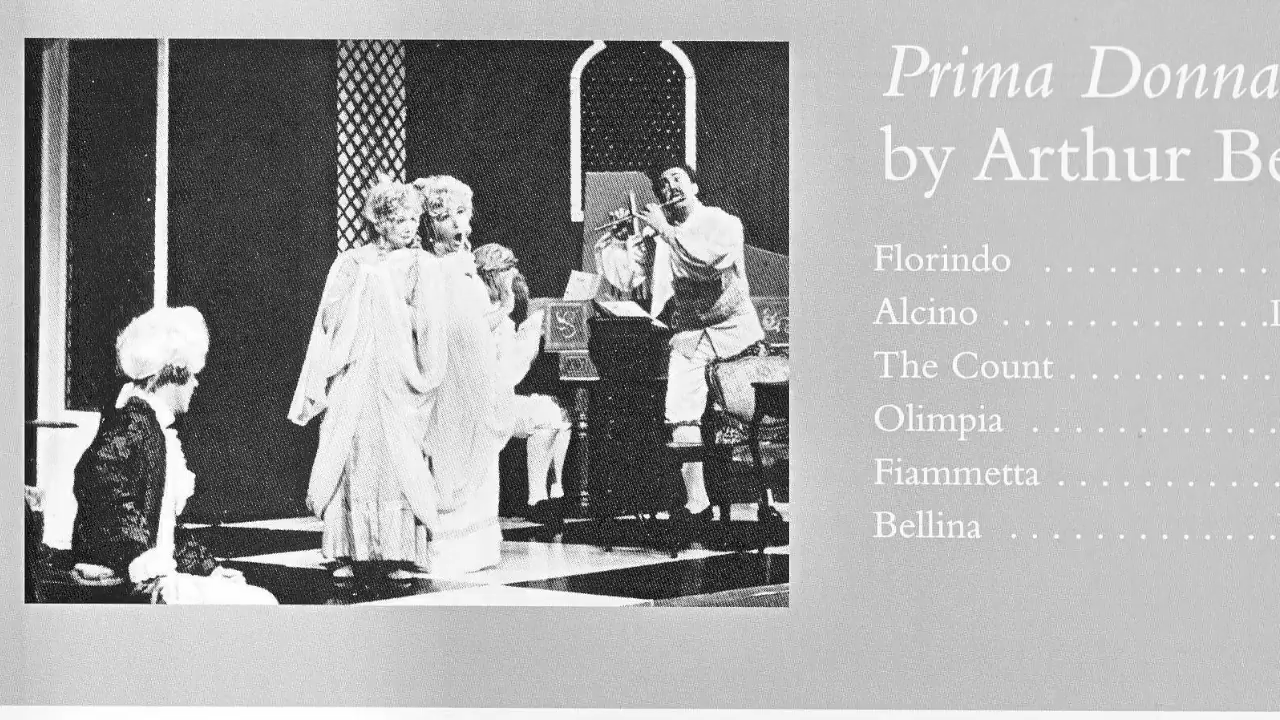 Prima Donna
by Arthur Be
Florindo . . . . . . . . . . .
Alcino . . . . . . . . . . . . .
The Count . . . . . . . . . .
Olimpia . . . . . . . . . . . .
Fiammetta . . . . . . . . . . .
Bellina . . . . . . . . . . . . .